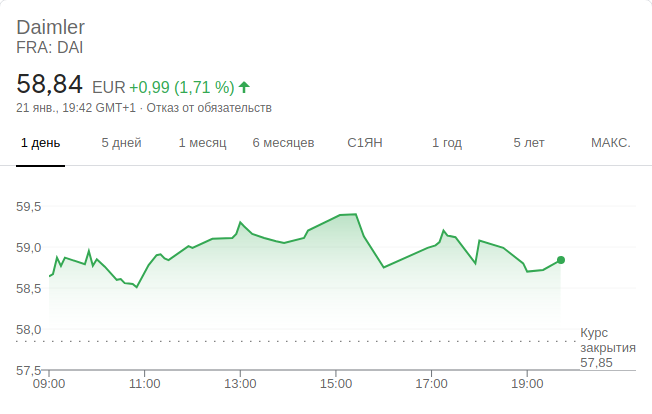 Daimler
FRA: DAI
58,84 EUR +0,99 (1,71 %)
21 янв., 19:42 GMT+1 · Отказ от обязательств
1 день 5 дней 1 месяц 6 месяцев С1ЯН 1 год 5 лет МАКС.
59,5
59,0
58,5
58,0
57,5
Курс
закрытия
57,85
09:00 11:00 13:00 15:00 17:00 19:00